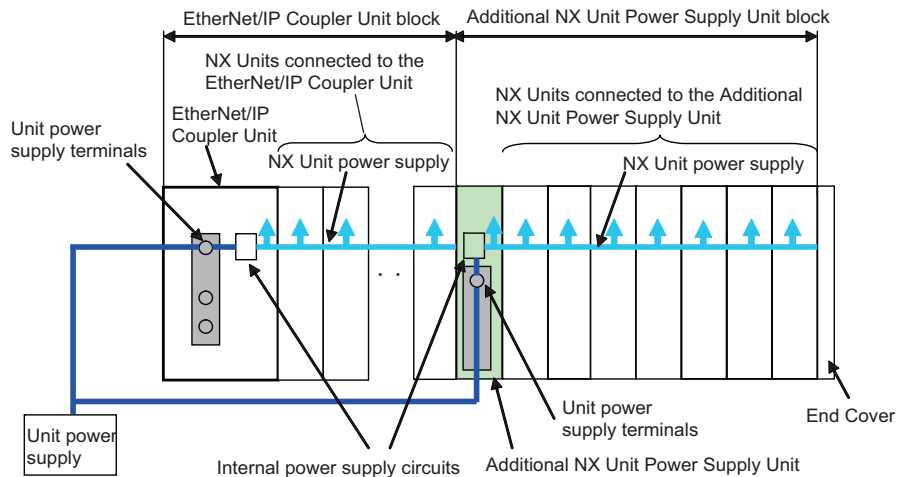 EtherNet/IP Coupler Unit block
Additional NX Unit Power Supply Unit block
NX Units connected to the
EtherNet/IP Coupler Unit
NX Units connected to the Additional
NX Unit Power Supply Unit
EtherNet/IP
Coupler Unit
Unit power
supply terminals
NX Unit power supply
NX Unit power supply
. .
Unit power
supply
Internal power supply circuits
Unit power
supply terminals
Additional NX Unit Power Supply Unit
End Cover